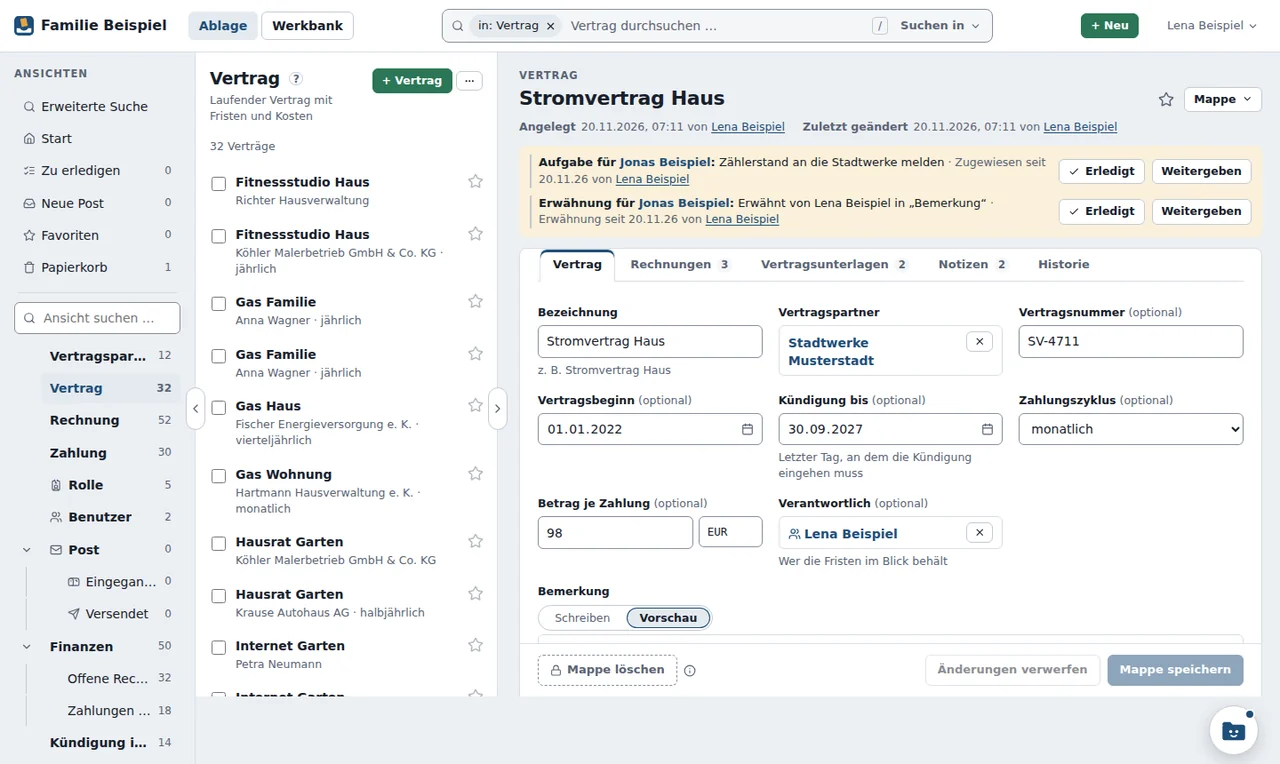 Familie Beispiel
Ablage
Werkbank
in: Vertrag ×
Vertrag durchsuchen …
/
Suchen in
+ Neu
Lena Beispiel
ANSICHTEN
Erweiterte Suche
Start
Zu erledigen 0
Neue Post 0
Favoriten 0
Papierkorb 1
Ansicht suchen …
Vertragspar… 12
Vertrag 32
Rechnung 52
Zahlung 30
Rolle 5
Benutzer 2
Post 0
Eingegan… 0
Versendet 0
Finanzen 50
Offene Rec… 32
Zahlungen … 18
Kündigung i… 14
Vertrag ?
+ Vertrag
…
Laufender Vertrag mit
Fristen und Kosten
32 Verträge
Fitnessstudio Haus
Richter Hausverwaltung
Fitnessstudio Haus
Köhler Malerbetrieb GmbH & Co. KG ·
jährlich
Gas Familie
Anna Wagner · jährlich
Gas Familie
Anna Wagner · jährlich
Gas Haus
Fischer Energieversorgung e. K. ·
vierteljährlich
Gas Wohnung
Hartmann Hausverwaltung e. K. ·
monatlich
Hausrat Garten
Köhler Malerbetrieb GmbH & Co. KG
Hausrat Garten
Krause Autohaus AG · halbjährlich
Internet Garten
Petra Neumann
Internet Garten
VERTRAG
Stromvertrag Haus
Mappe
Angelegt 20.11.2026, 07:11 von Lena Beispiel Zuletzt geändert 20.11.2026, 07:11 von Lena Beispiel
Aufgabe für Jonas Beispiel: Zählerstand an die Stadtwerke melden · Zugewiesen seit
20.11.26 von Lena Beispiel
Erledigt
Weitergeben
Erwähnung für Jonas Beispiel: Erwähnt von Lena Beispiel in „Bemerkung“ ·
Erwähnung seit 20.11.26 von Lena Beispiel
Erledigt
Weitergeben
Vertrag
Rechnungen 3
Vertragsunterlagen 2
Notizen 2
Historie
Bezeichnung
Stromvertrag Haus
z. B. Stromvertrag Haus
Vertragspartner
Stadtwerke
Musterstadt
×
Vertragsnummer (optional)
SV-4711
Vertragsbeginn (optional)
01.01.2022
Kündigung bis (optional)
30.09.2027
Letzter Tag, an dem die Kündigung
eingehen muss
Zahlungszyklus (optional)
monatlich
Betrag je Zahlung (optional)
98
EUR
Verantwortlich (optional)
Lena Beispiel
×
Wer die Fristen im Blick behält
Bemerkung
Schreiben
Vorschau
Mappe löschen
Änderungen verwerfen
Mappe speichern